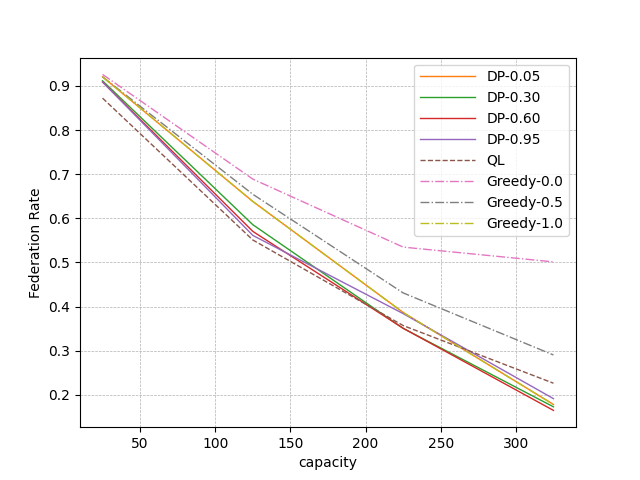 Federation Rate
0.9
0.8
0.7
0.6
0.5
0.4
0.3
0.2
50
100
150
200
250
300
capacity
DP-0.05
DP-0.30
DP-0.60
DP-0.95
QL
Greedy-0.0
Greedy-0.5
Greedy-1.0